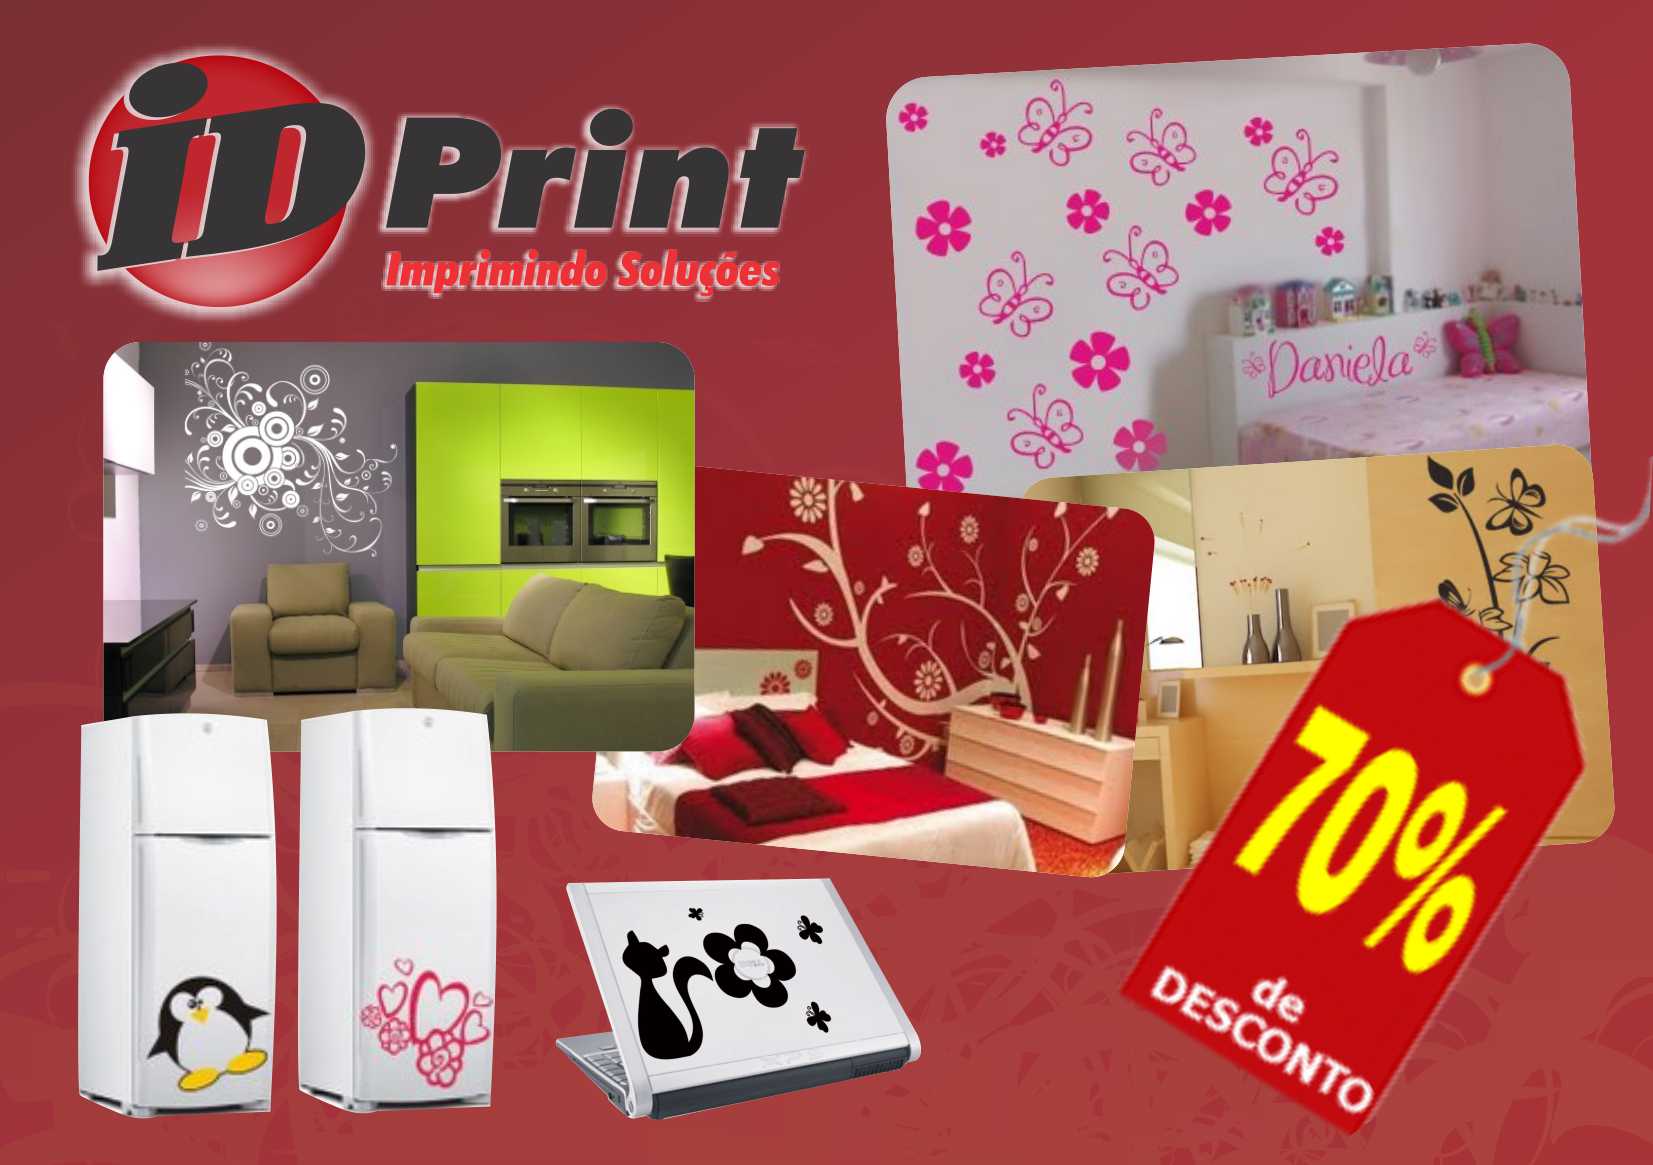 iD Print
Imprimindo Soluções
Daniela
70%
de
DESCONTO